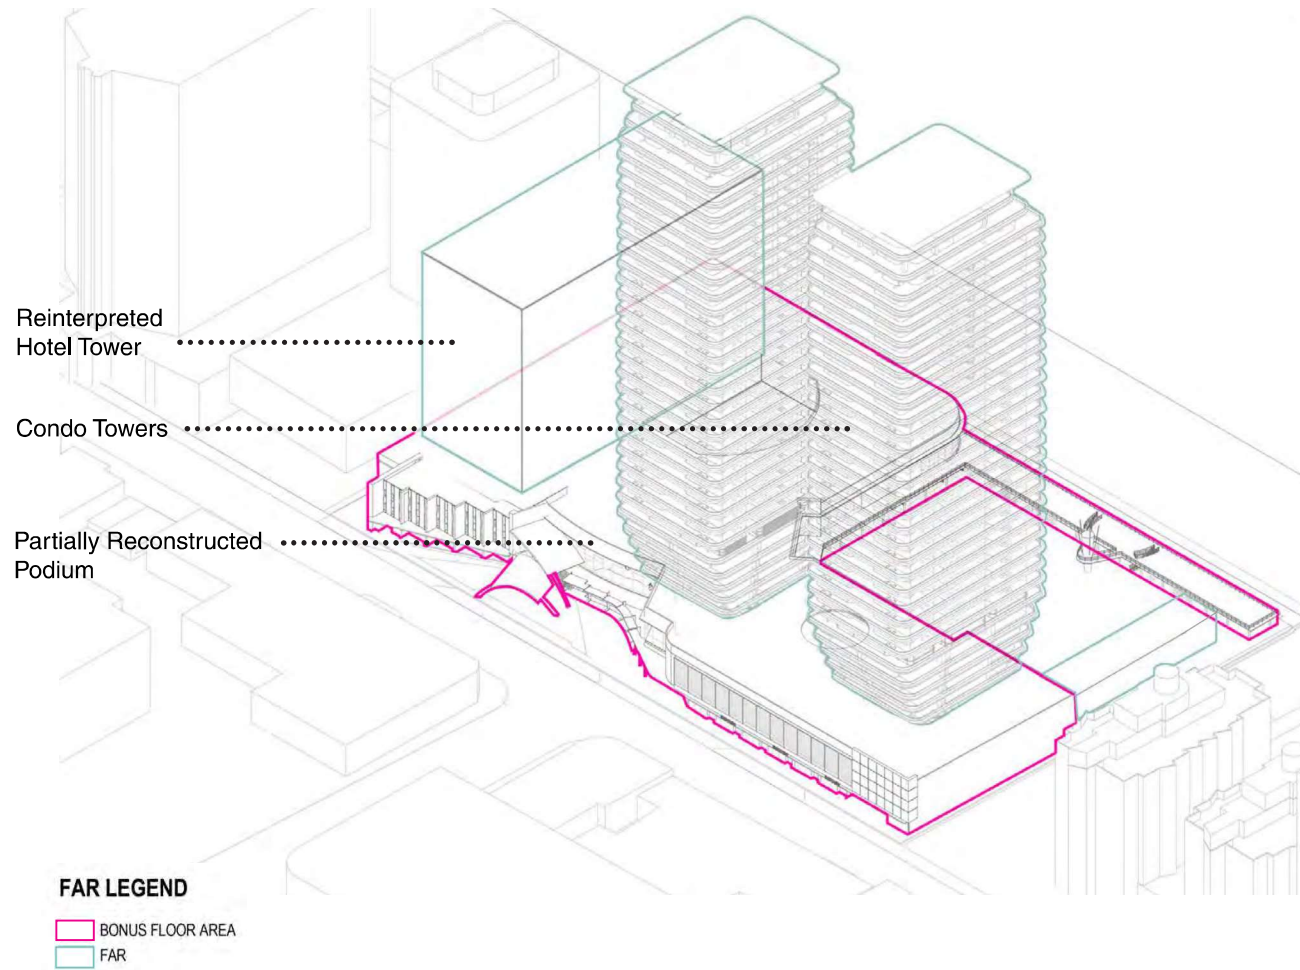 Reinterpreted
Hotel Tower
Condo Towers
Partially Reconstructed
Podium
FAR LEGEND
BONUS FLOOR AREA
FAR